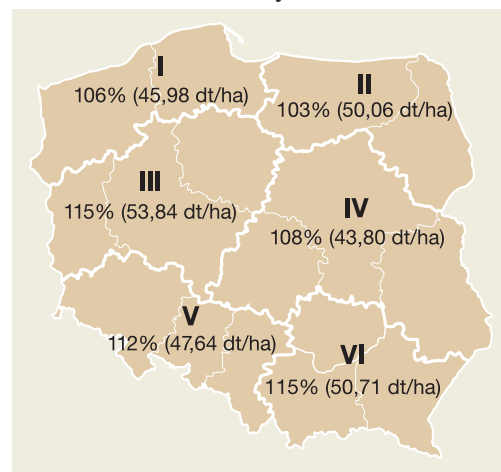 I
106% (45,98 dt/ha)
II
103% (50,06 dt/ha)
III
115% (53,84 dt/ha)
IV
108% (43,80 dt/ha)
V
112% (47,64 dt/ha)
VI
115% (50,71 dt/ha)